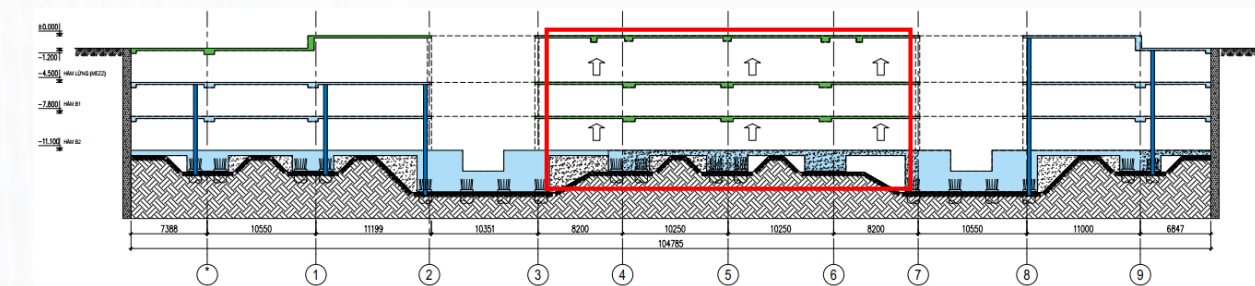 ±0.000
-1.200
-4.500 HẦM LỬNG (MEZZ)
-7.800 HẦM B1
-11.100 HẦM B2
7388 10550 11199 10351 8200 10250 10250 8200 10550 11000 6847
104785
* 1 2 3 4 5 6 7 8 9